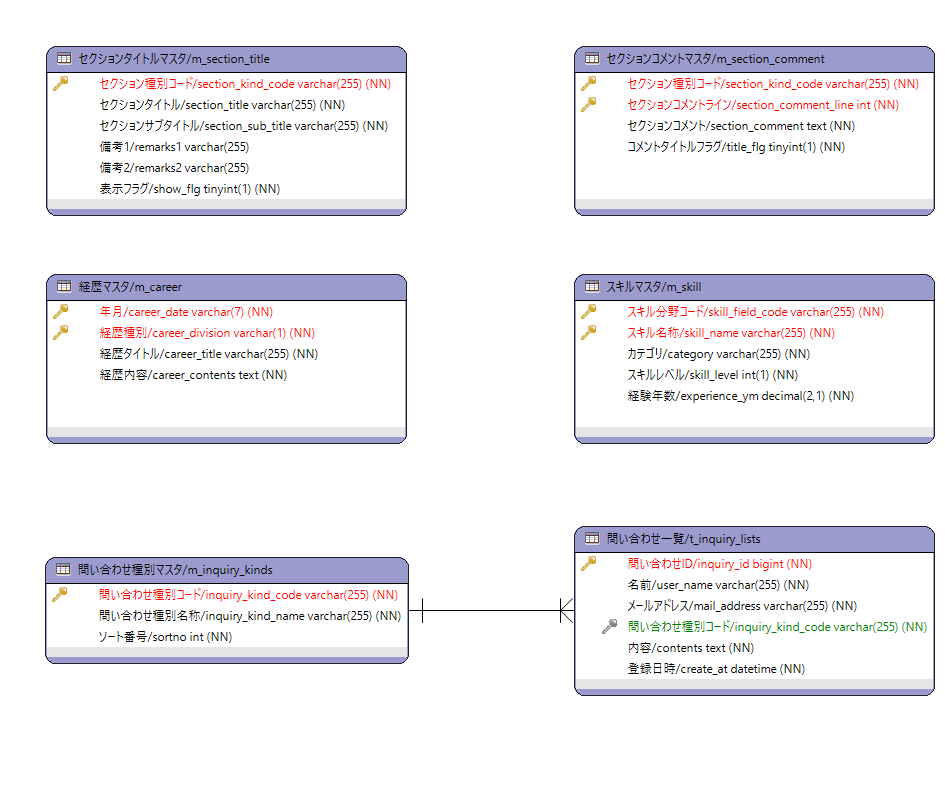 セクションタイトルマスタ/m_section_title
セクション種別コード/section_kind_code varchar(255) (NN)
セクションタイトル/section_title varchar(255) (NN)
セクションサブタイトル/section_sub_title varchar(255) (NN)
備考1/remarks1 varchar(255)
備考2/remarks2 varchar(255)
表示フラグ/show_flg tinyint(1) (NN)
セクションコメントマスタ/m_section_comment
セクション種別コード/section_kind_code varchar(255) (NN)
セクションコメントライン/section_comment_line int (NN)
セクションコメント/section_comment text (NN)
コメントタイトルフラグ/title_flg tinyint(1) (NN)
経歴マスタ/m_career
年月/career_date varchar(7) (NN)
経歴種別/career_division varchar(1) (NN)
経歴タイトル/career_title varchar(255) (NN)
経歴内容/career_contents text (NN)
スキルマスタ/m_skill
スキル分野コード/skill_field_code varchar(255) (NN)
スキル名称/skill_name varchar(255) (NN)
カテゴリ/category varchar(255) (NN)
スキルレベル/skill_level int(1) (NN)
経験年数/experience_ym decimal(2,1) (NN)
問い合わせ種別マスタ/m_inquiry_kinds
問い合わせ種別コード/inquiry_kind_code varchar(255) (NN)
問い合わせ種別名称/inquiry_kind_name varchar(255) (NN)
ソート番号/sortno int (NN)
問い合わせ一覧/t_inquiry_lists
問い合わせID/inquiry_id bigint (NN)
名前/user_name varchar(255) (NN)
メールアドレス/mail_address varchar(255) (NN)
問い合わせ種別コード/inquiry_kind_code varchar(255) (NN)
内容/contents text (NN)
登録日時/create_at datetime (NN)